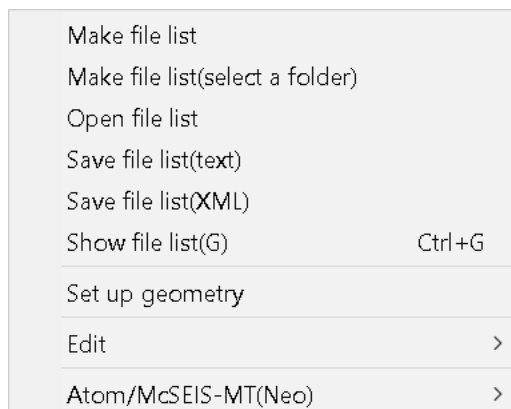 Make file list
Make file list(select a folder)
Open file list
Save file list(text)
Save file list(XML)
Show file list(G) Ctrl+G
Set up geometry
Edit >
Atom/McSEIS-MT(Neo) >